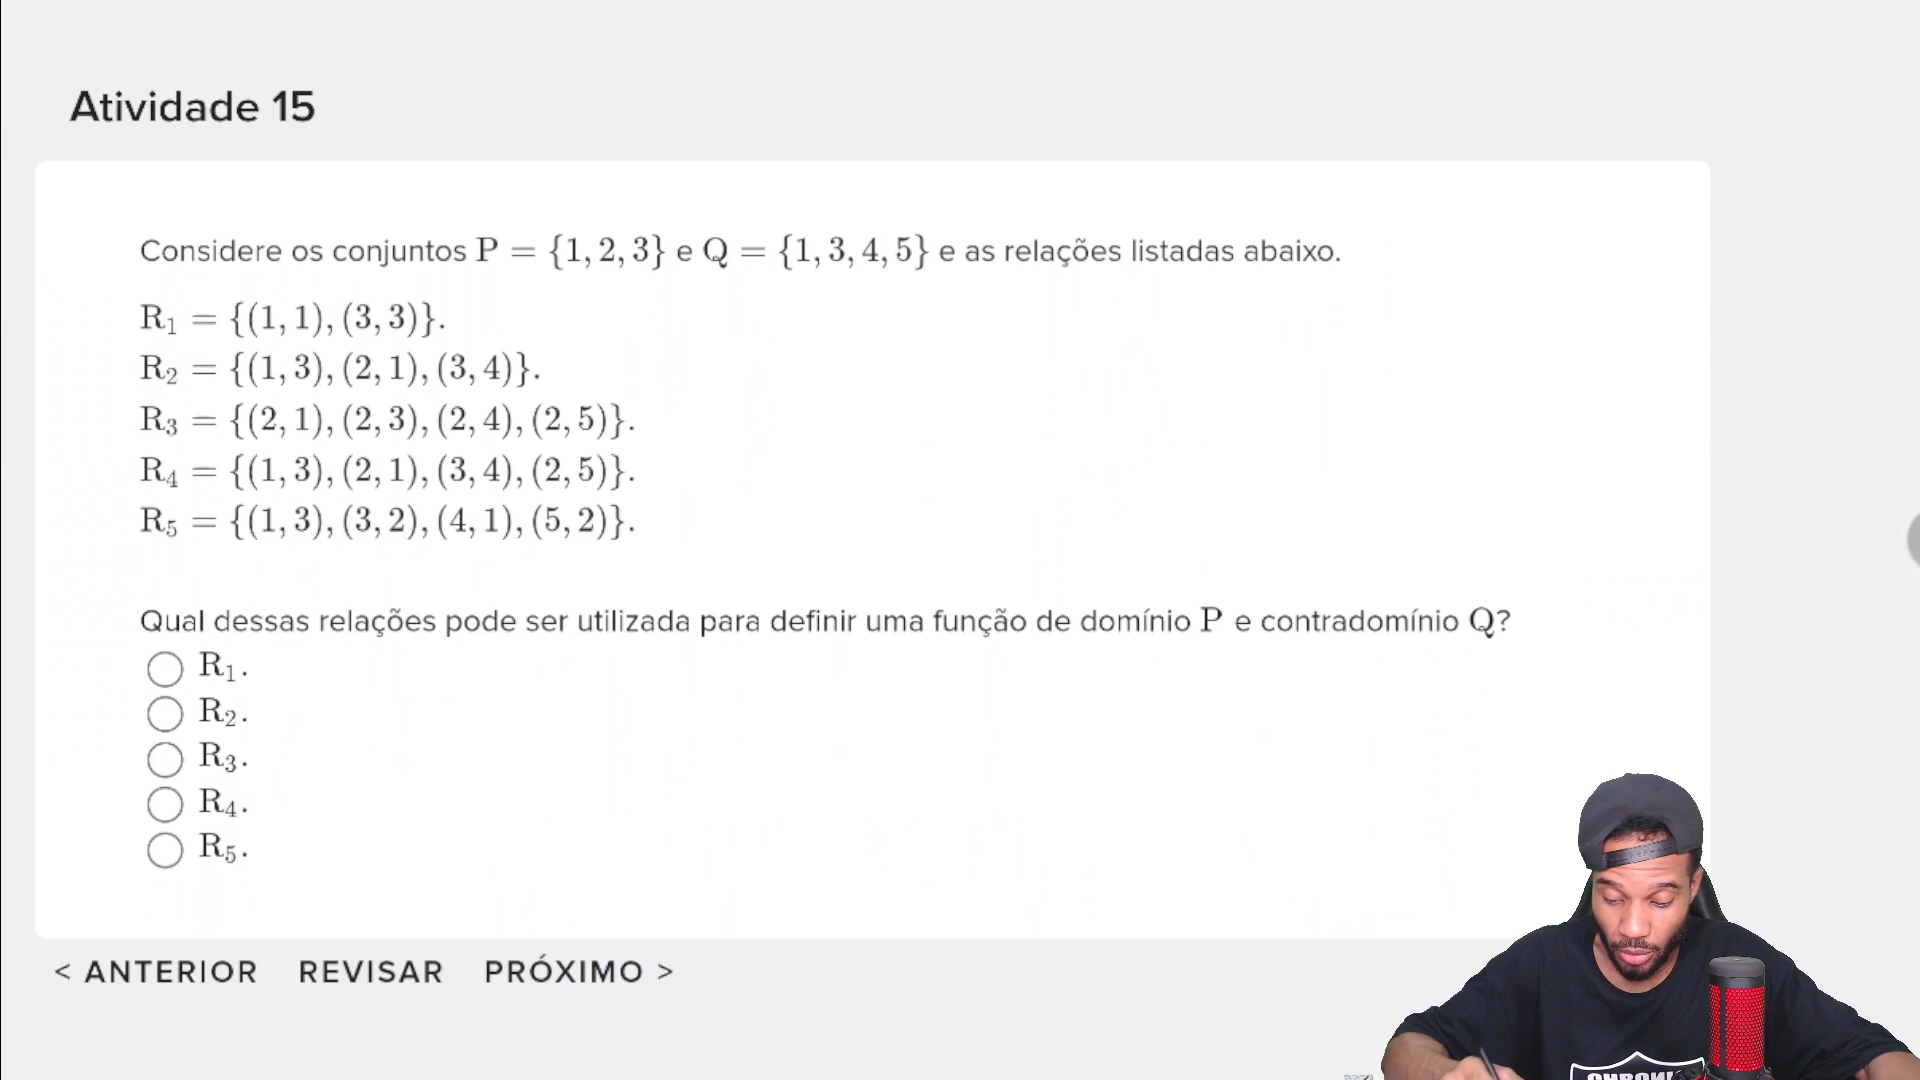 Atividade 15
Considere os conjuntos P = {1, 2, 3} e Q = {1, 3, 4, 5} e as relações listadas abaixo.
R₁ = {(1, 1), (3, 3)}.
R₂ = {(1, 3), (2, 1), (3, 4)}.
R₃ = {(2, 1), (2, 3), (2, 4), (2, 5)}.
R₄ = {(1, 3), (2, 1), (3, 4), (2, 5)}.
R₅ = {(1, 3), (3, 2), (4, 1), (5, 2)}.
Qual dessas relações pode ser utilizada para definir uma função de domínio P e contradomínio Q?
R₁.
R₂.
R₃.
R₄.
R₅.
< ANTERIOR REVISAR PRÓXIMO >